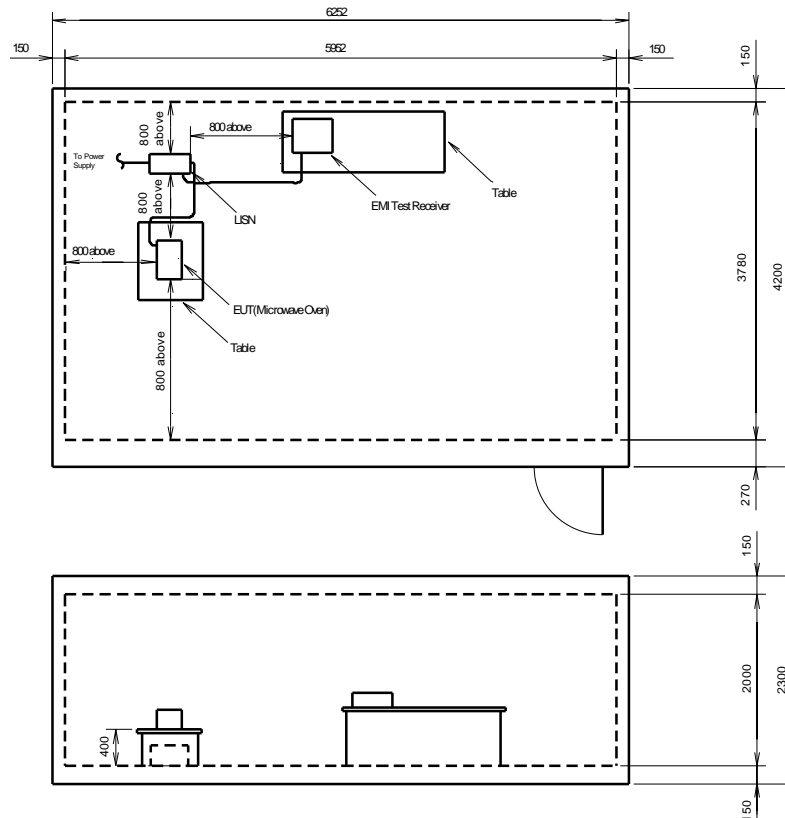 6252
150
5952
150
150
800
above
800 above
To Power
Supply
EMI Test Receiver
Table
LISN
800
above
800 above
EUT(Microwave Oven)
Table
800 above
3780
4200
270
150
400
2000
2300
150